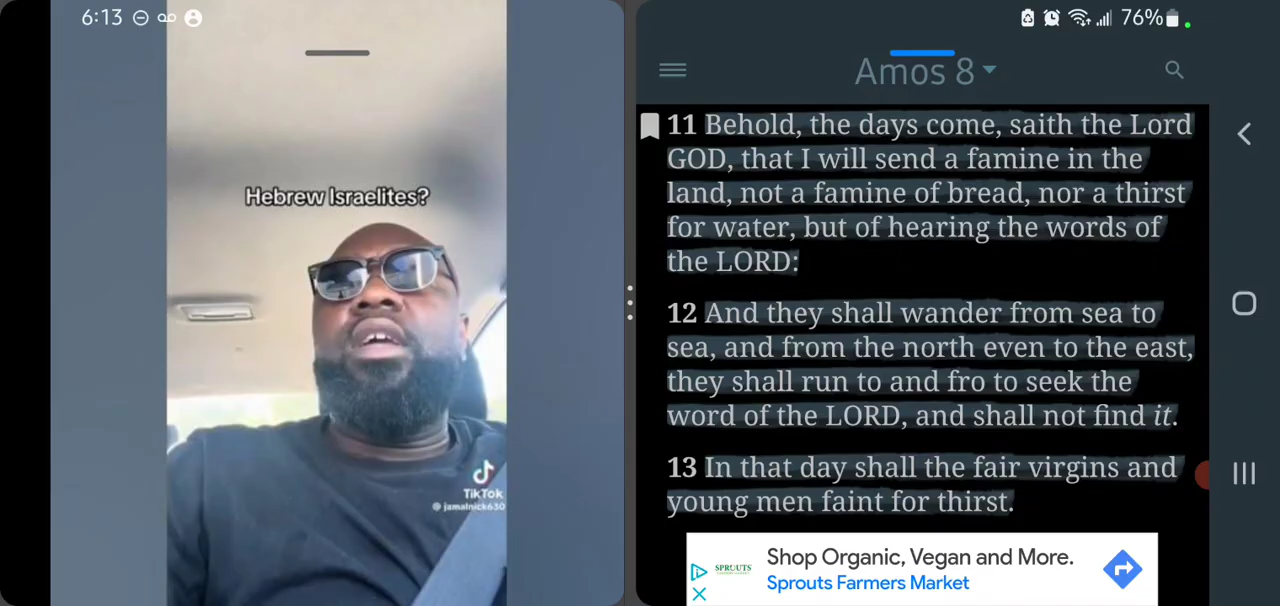 6:13
Hebrew Israelites?
TikTok
@jamalnick630
76%
Amos 8
11 Behold, the days come, saith the Lord
GOD, that I will send a famine in the
land, not a famine of bread, nor a thirst
for water, but of hearing the words of
the LORD:
12 And they shall wander from sea to
sea, and from the north even to the east,
they shall run to and fro to seek the
word of the LORD, and shall not find it.
13 In that day shall the fair virgins and
young men faint for thirst.
SPROUTS
Shop Organic, Vegan and More.
Sprouts Farmers Market